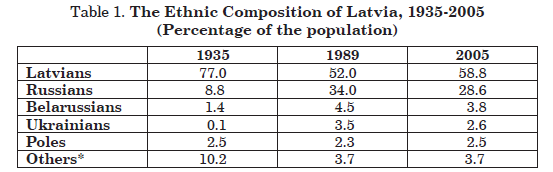 Table 1. The Ethnic Composition of Latvia, 1935-2005
(Percentage of the population)
1935 1989 2005
Latvians 77.0 52.0 58.8
Russians 8.8 34.0 28.6
Belarussians 1.4 4.5 3.8
Ukrainians 0.1 3.5 2.6
Poles 2.5 2.3 2.5
Others* 10.2 3.7 3.7